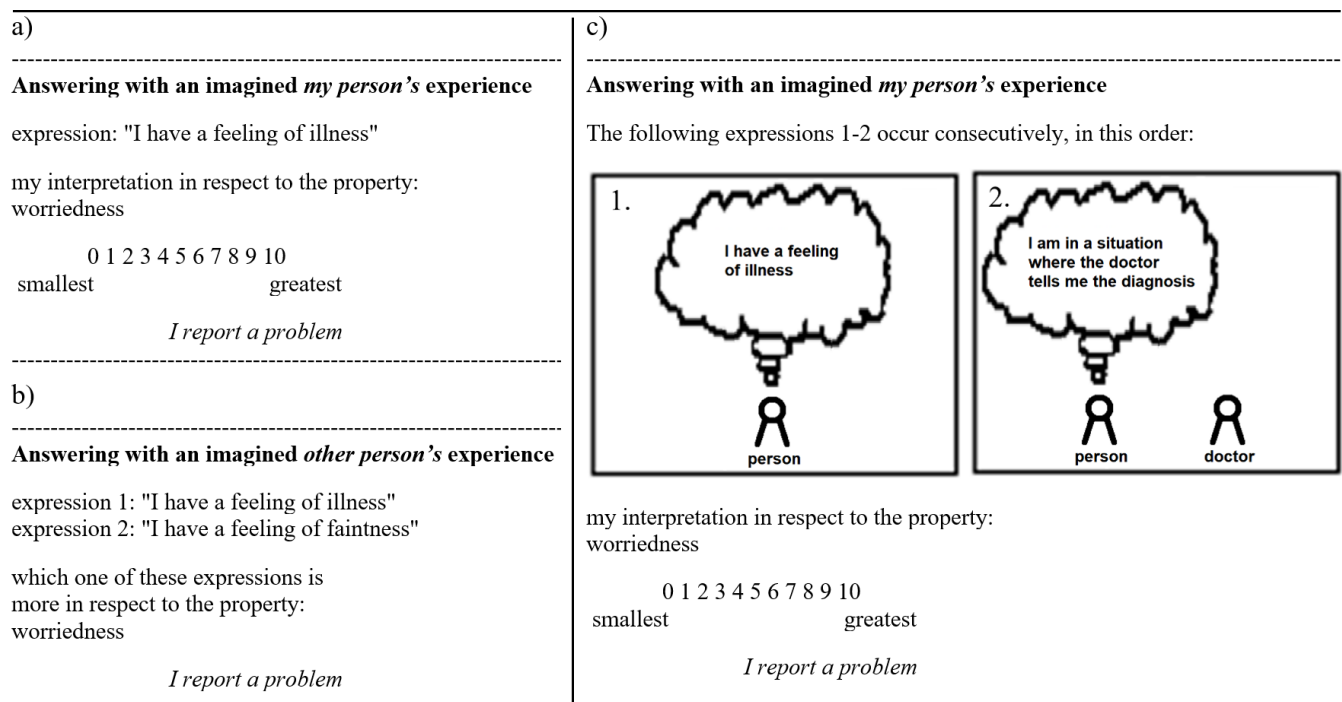 a)
Answering with an imagined my person's experience
expression: "I have a feeling of illness"
my interpretation in respect to the property:
worriedness
0 1 2 3 4 5 6 7 8 9 10
smallest greatest
I report a problem
b)
Answering with an imagined other person's experience
expression 1: "I have a feeling of illness"
expression 2: "I have a feeling of faintness"
which one of these expressions is
more in respect to the property:
worriedness
I report a problem
c)
Answering with an imagined my person's experience
The following expressions 1-2 occur consecutively, in this order:
1.
I have a feeling
of illness
person
2.
I am in a situation
where the doctor
tells me the diagnosis
person doctor
my interpretation in respect to the property:
worriedness
0 1 2 3 4 5 6 7 8 9 10
smallest greatest
I report a problem